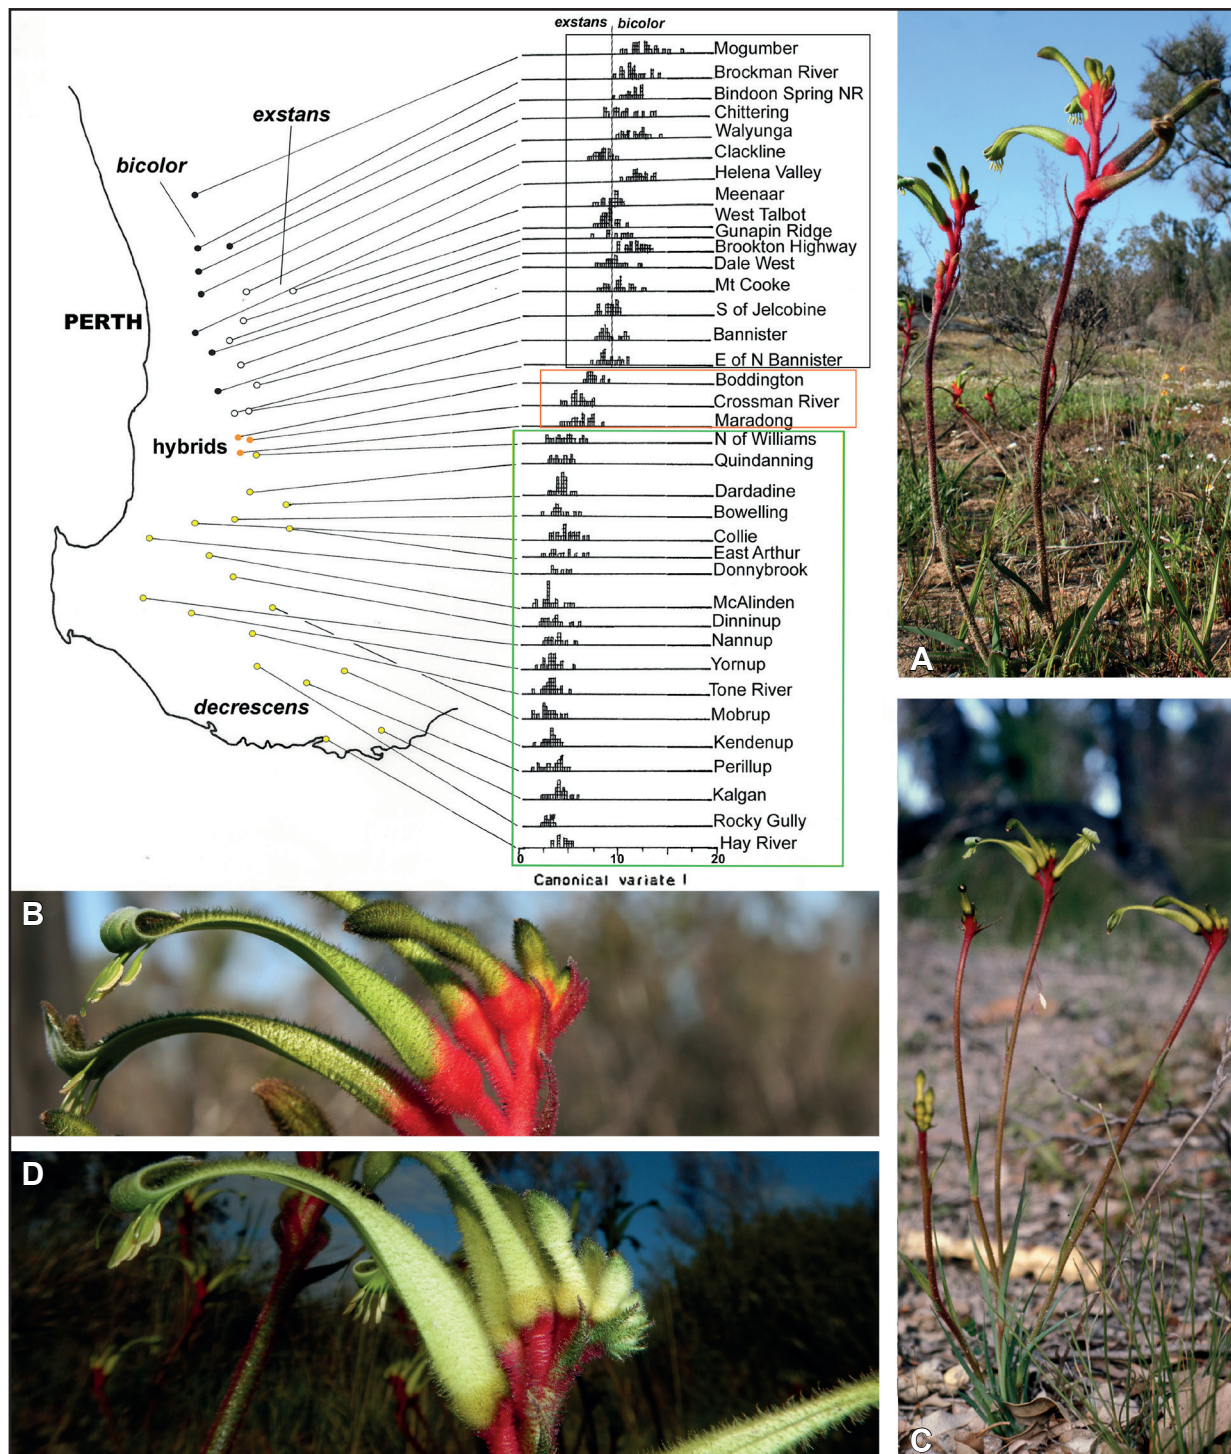 exstans bicolor
Mogumber
Brockman River
Bindoon Spring NR
Chittering
Walyunga
Clackline
Helena Valley
Meenaar
West Talbot
Gunapin Ridge
Brookton Highway
Dale West
Mt Cooke
S of Jelcobine
Bannister
E of N Bannister
Boddington
Crossman River
Maradong
N of Williams
Quindanning
Dardadine
Bowelling
Collie
East Arthur
Donnybrook
McAlinden
Dinninup
Nannup
Yornup
Tone River
Mobrup
Kendenup
Perillup
Kalgan
Rocky Gully
Hay River
0 10 20
Canonical variate I
exstans
bicolor
PERTH
hybrids
decrescens
A
B
C
D